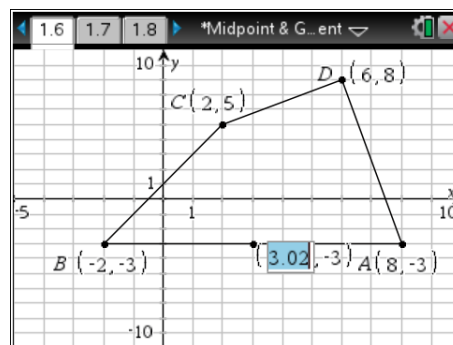 1.6 1.7 1.8 *Midpoint & G…ent
10 y
D (6,8)
C(2,5)
1
x
-5 1 10
B (-2,-3) (3.02,-3) A(8,-3)
-10